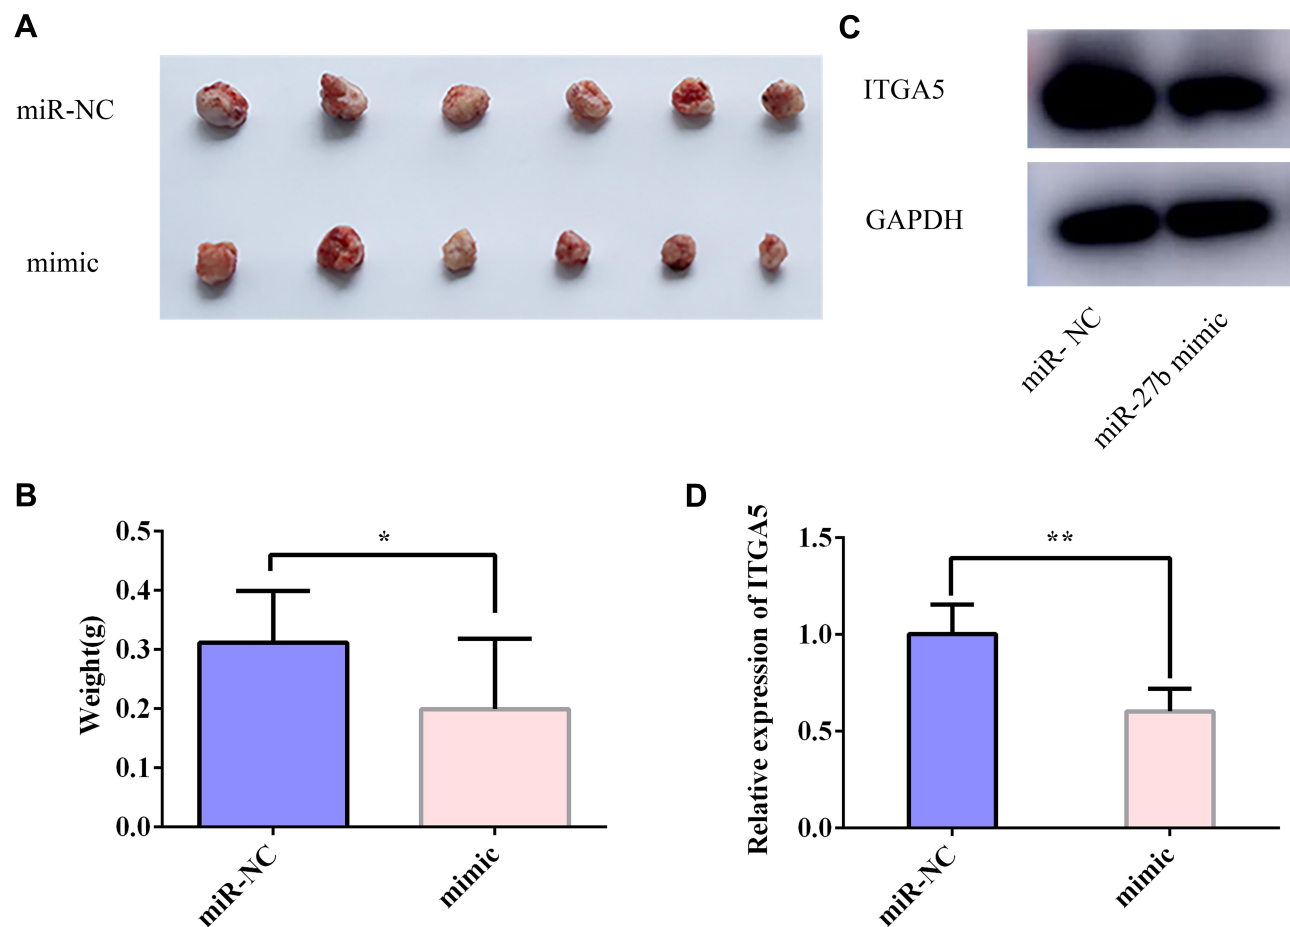 A
miR-NC
mimic
C
ITGA5
GAPDH
miR- NC
miR-27b mimic
B
Weight(g)
0.5
0.4
0.3
0.2
0.1
0.0
*
miR-NC
mimic
D
Relative expression of ITGA5
1.5
1.0
0.5
0.0
**
miR-NC
mimic